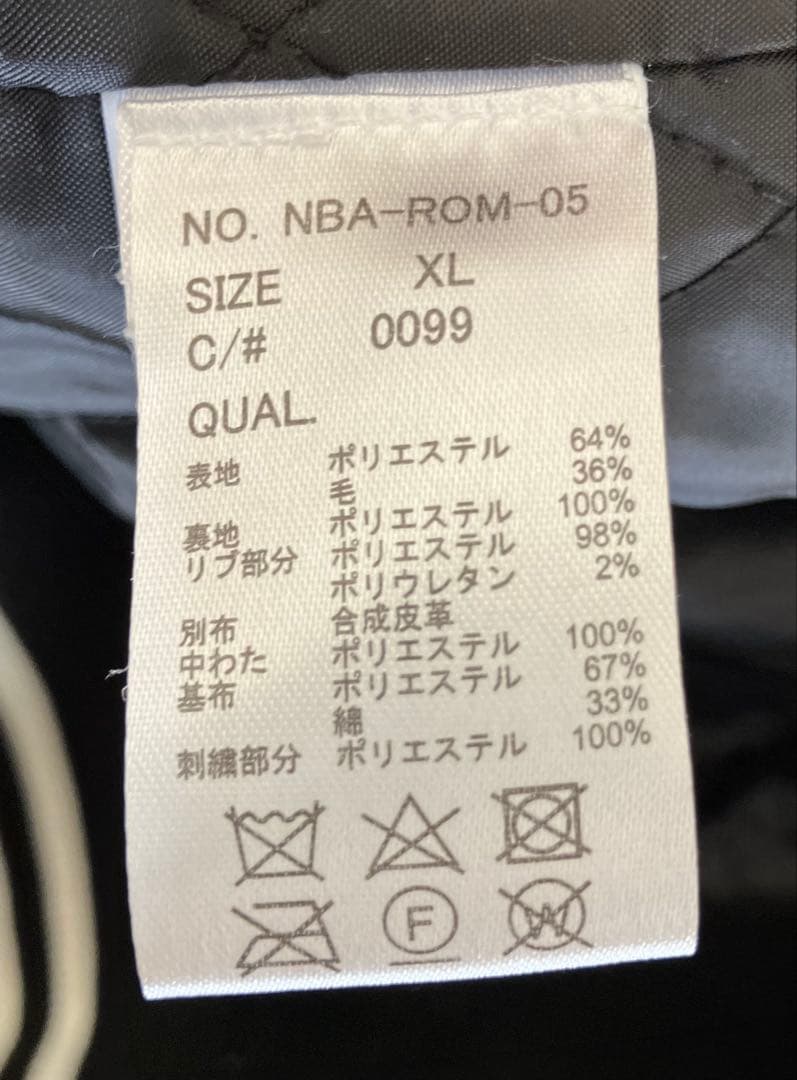 NO. NBA-ROM-05
SIZE XL
C/# 0099
QUAL.
表地 ポリエステル 64%
毛 36%
裏地 ポリエステル 100%
リブ部分 ポリエステル 98%
ポリウレタン 2%
別布 合成皮革
中わた ポリエステル 100%
基布 ポリエステル 67%
綿 33%
刺繍部分 ポリエステル 100%
F W